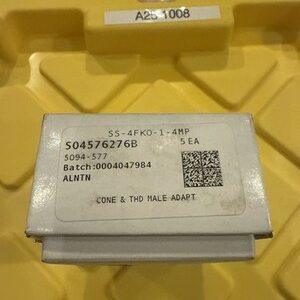 A25 1008
SS-4FKO-1-4MP
S04576276B 5 EA
5094-577
Batch:0004047984
ALNTN
CONE & THD MALE ADAPT